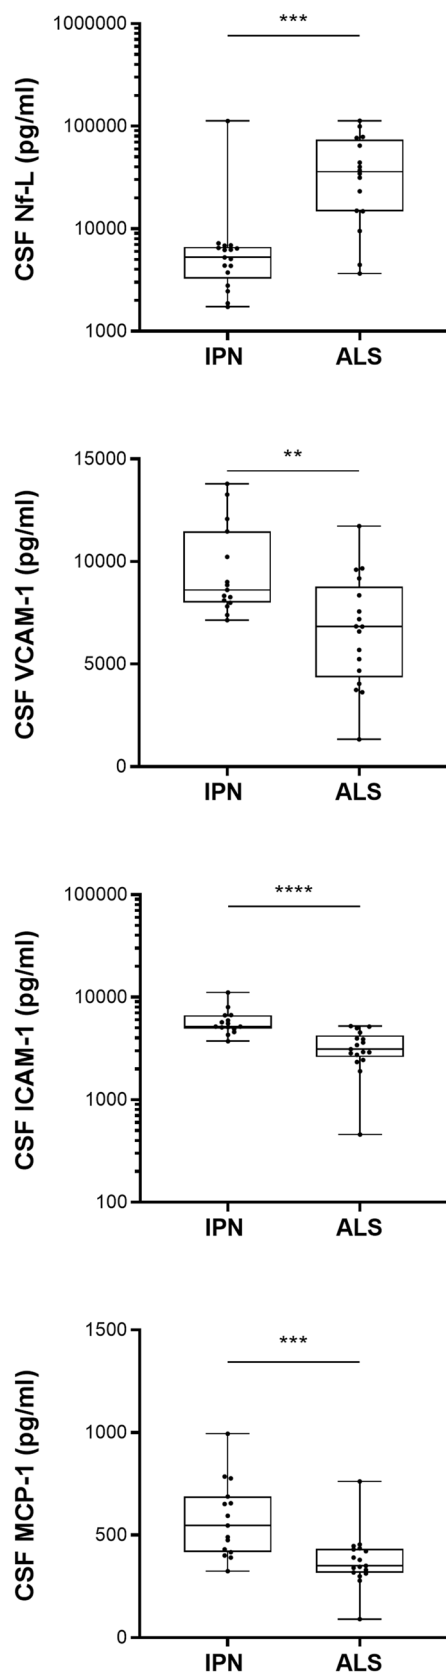 CSF Nf-L (pg/ml)
1000000
100000
10000
1000
***
IPN ALS
CSF VCAM-1 (pg/ml)
15000
10000
5000
0
**
IPN ALS
CSF ICAM-1 (pg/ml)
100000
10000
1000
100
****
IPN ALS
CSF MCP-1 (pg/ml)
1500
1000
500
0
***
IPN ALS